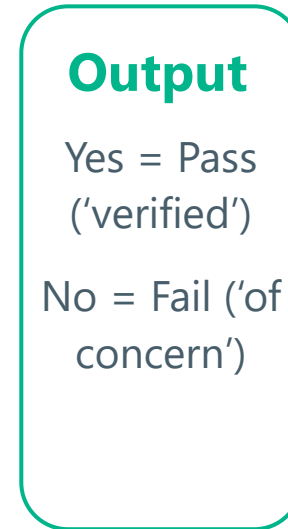 Output
Yes = Pass
(‘verified’)
No = Fail (‘of
concern’)